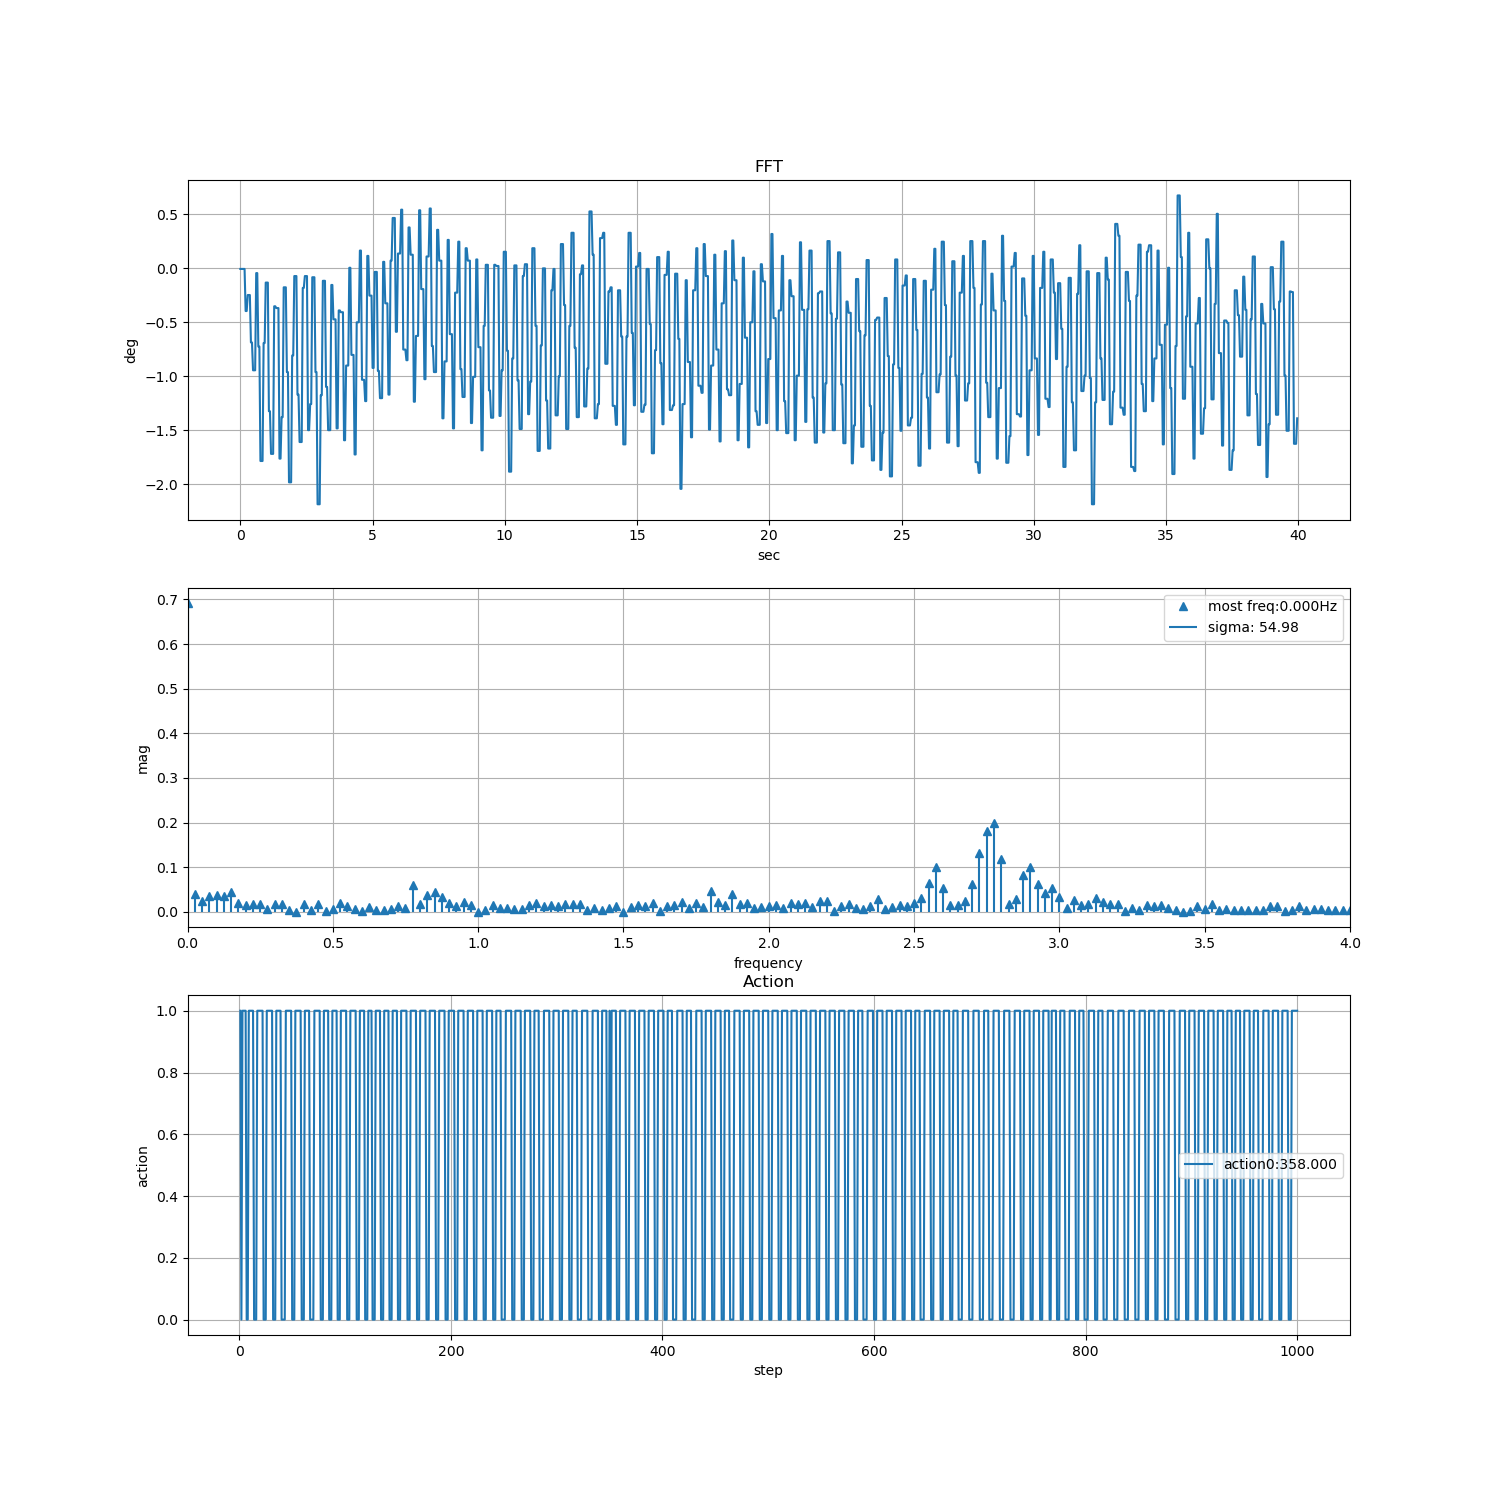 FFT
0.5
0.0
−0.5
−1.0
−1.5
−2.0
deg
0 5 10 15 20 25 30 35 40
sec
0.7
0.6
0.5
0.4
0.3
0.2
0.1
0.0
mag
most freq:0.000Hz
sigma: 54.98
0.0 0.5 1.0 1.5 2.0 2.5 3.0 3.5 4.0
frequency
Action
1.0
0.8
0.6
0.4
0.2
0.0
action
action0:358.000
0 200 400 600 800 1000
step